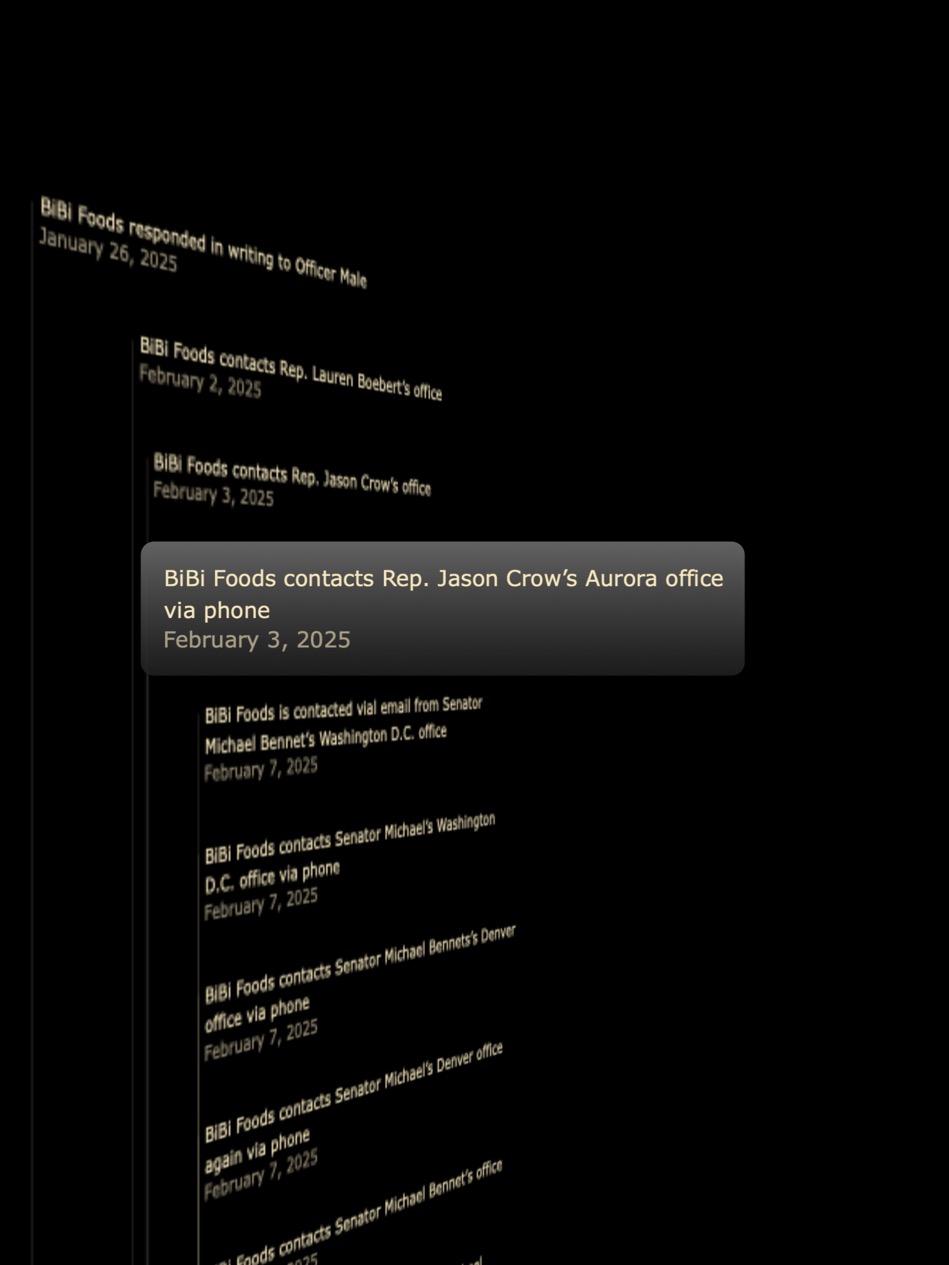 BiBi Foods responded in writing to Officer Male
January 26, 2025
BiBi Foods contacts Rep. Lauren Boebert’s office
February 2, 2025
BiBi Foods contacts Rep. Jason Crow’s office
February 3, 2025
BiBi Foods contacts Rep. Jason Crow’s Aurora office
via phone
February 3, 2025
BiBi Foods is contacted vial email from Senator
Michael Bennet’s Washington D.C. office
February 7, 2025
BiBi Foods contacts Senator Michael’s Washington
D.C. office via phone
February 7, 2025
BiBi Foods contacts Senator Michael Bennets’s Denver
office via phone
February 7, 2025
BiBi Foods contacts Senator Michael’s Denver office
again via phone
February 7, 2025
Foods contacts Senator Michael Bennet’s office